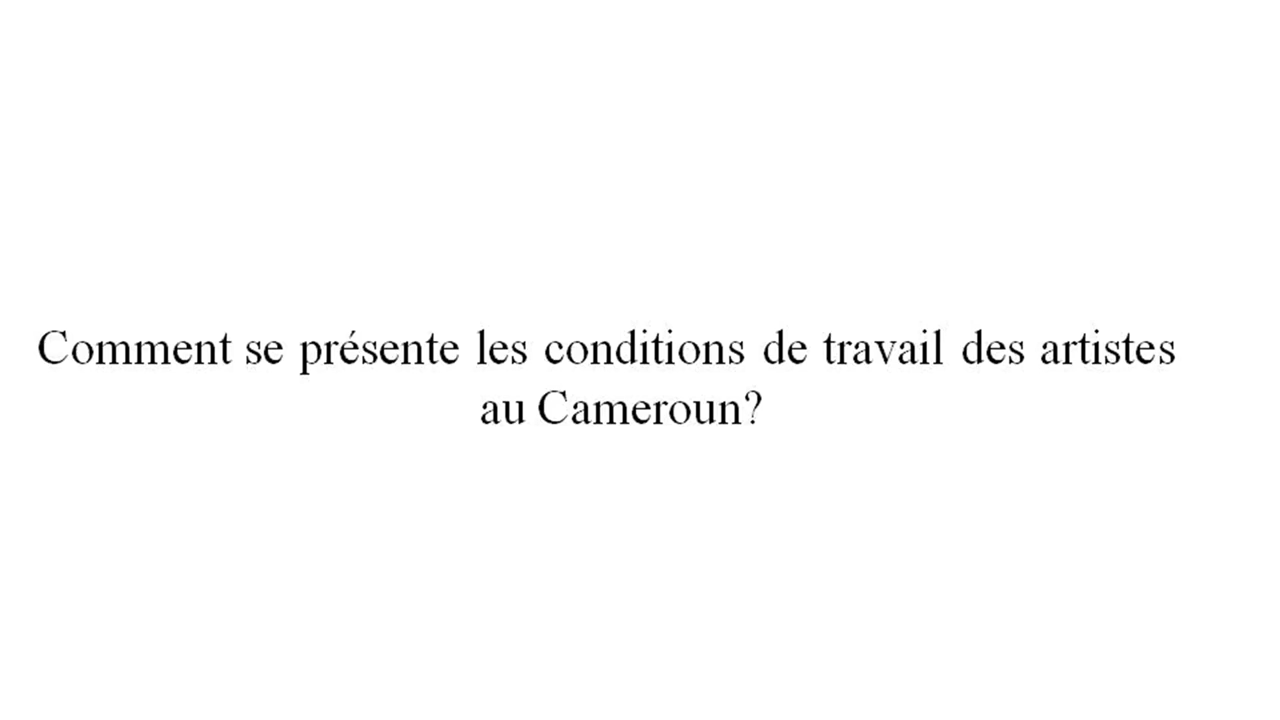 Comment se présente les conditions de travail des artistes
au Cameroun?